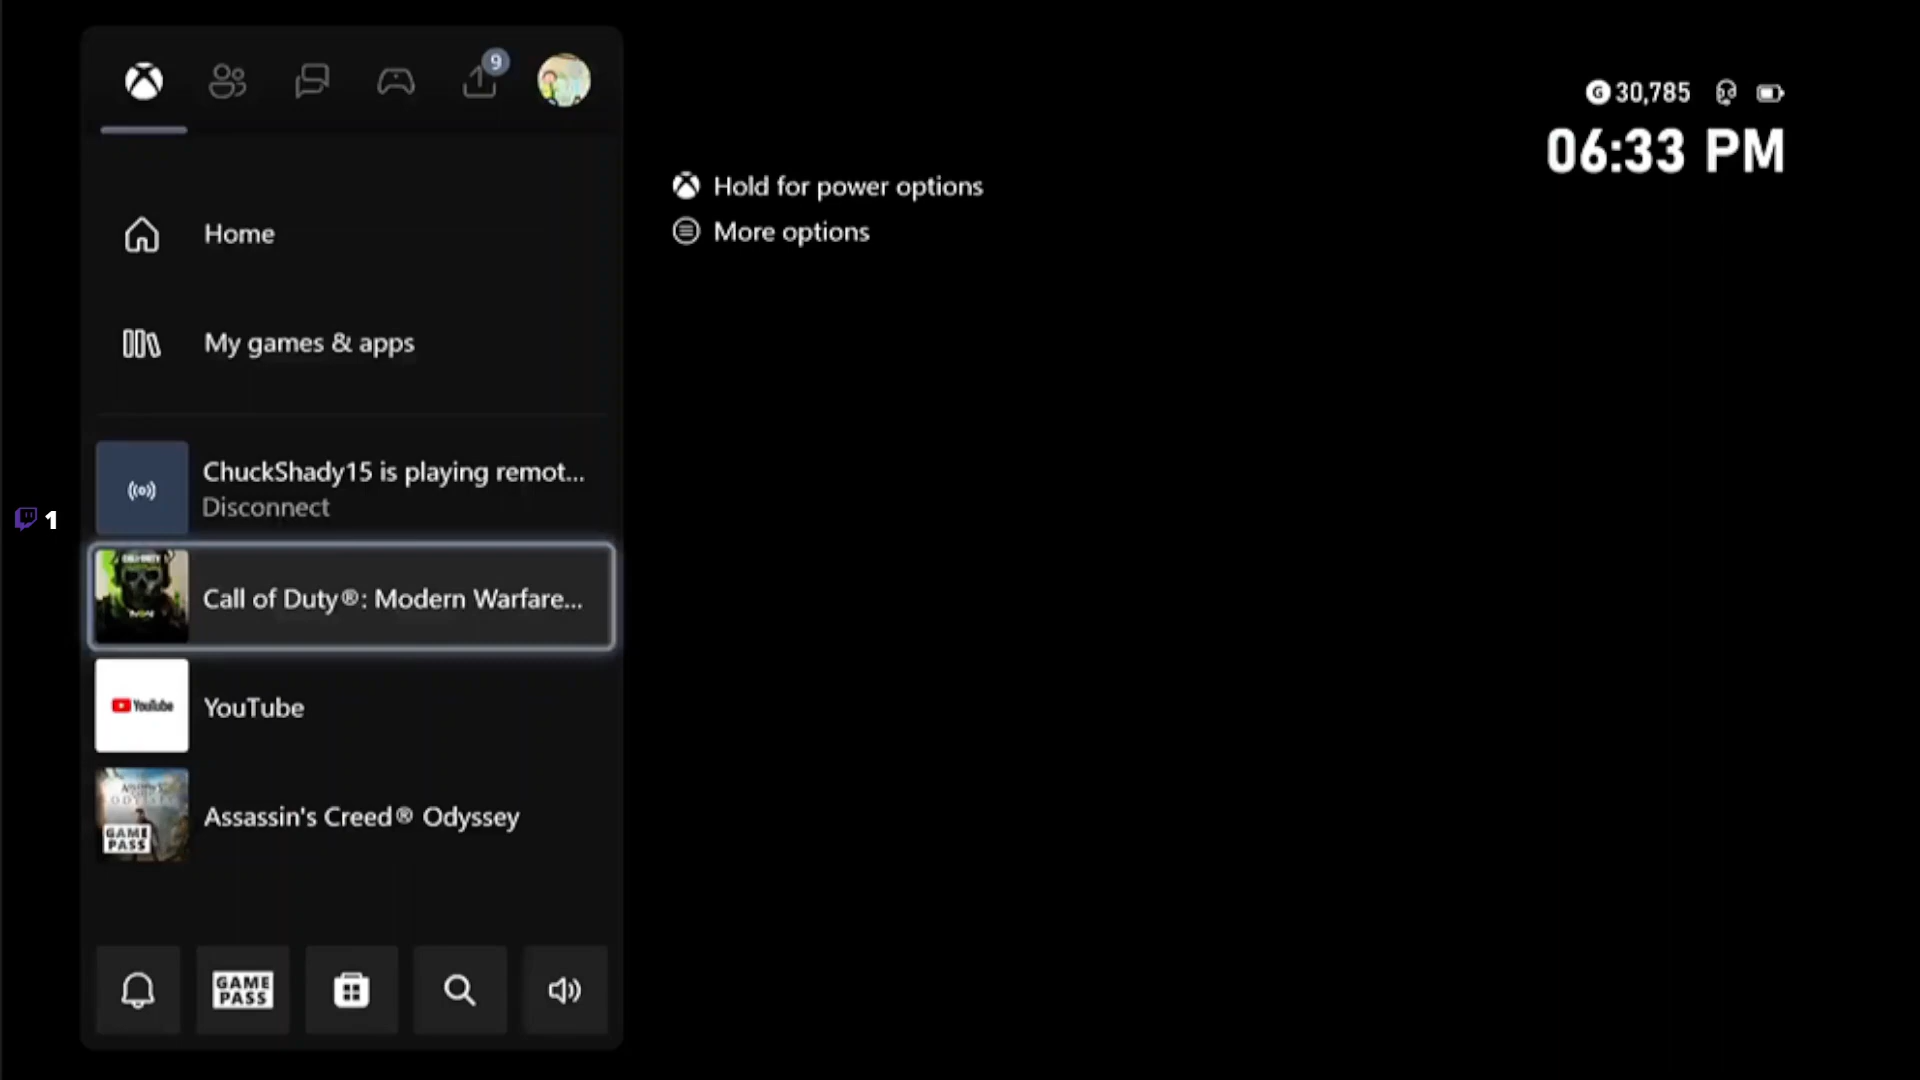 9
30,785
06:33 PM
Hold for power options
More options
Home
My games & apps
ChuckShady15 is playing remot...
Disconnect
1
Call of Duty®: Modern Warfare...
YouTube
YouTube
ODYSSEY
GAME
PASS
Assassin's Creed® Odyssey
GAME
PASS